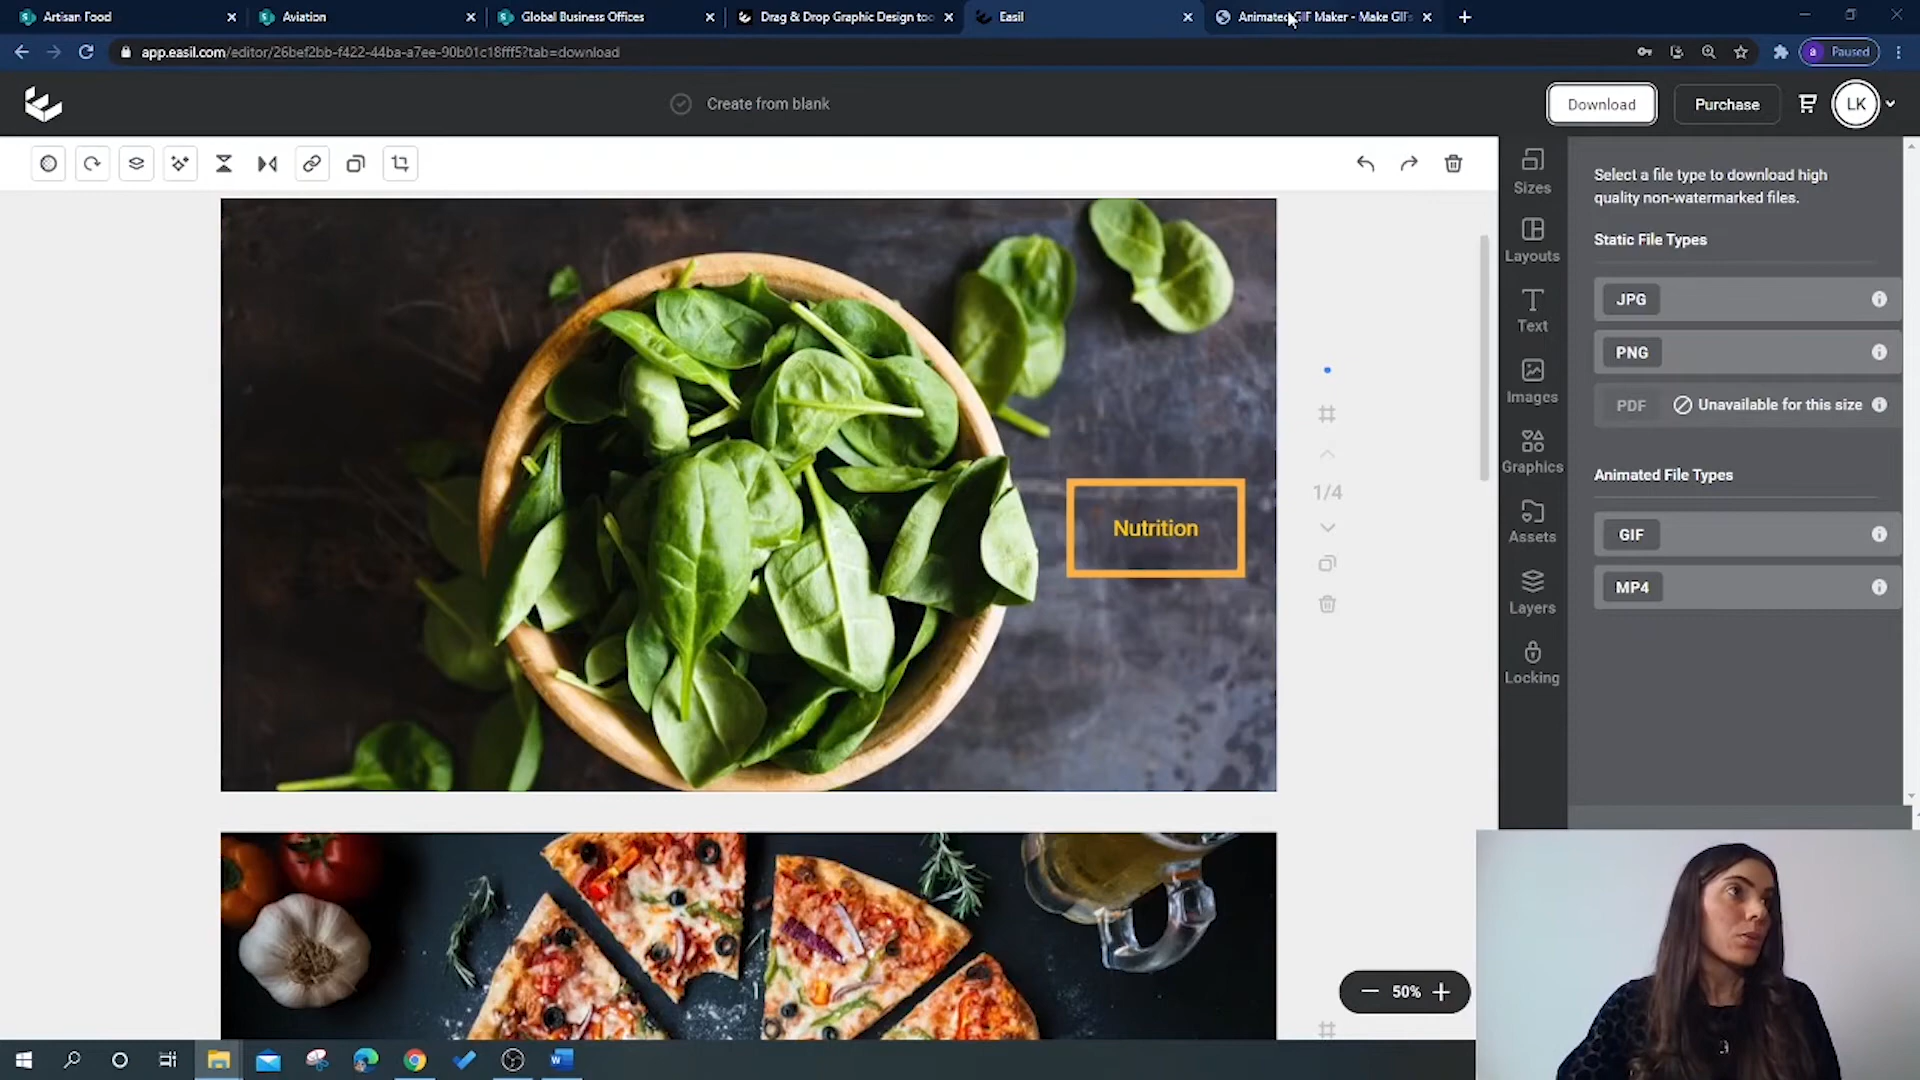 Artisan Food
Aviation
Global Business Offices
Drag & Drop Graphic Design too
Easil
Animated GIF Maker - Make GIFs
app.easil.com/editor/26bef2bb-f422-44ba-a7ee-90b01c18fff5?tab=download
a Paused
Create from blank
Download
Purchase
LK
Sizes
Layouts
Text
Images
Graphics
Assets
Layers
Locking
Select a file type to download high
quality non-watermarked files.
Static File Types
JPG
PNG
PDF Unavailable for this size
Animated File Types
GIF
MP4
Nutrition
1/4
50%